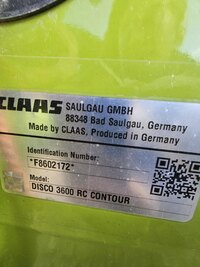 CLAAS SAULGAU GMBH
88348 Bad Saulgau, Germany
Made by CLAAS, Produced in Germany
Identification Number:
*F8602172*
Model:
DISCO 3600 RC CONTOUR